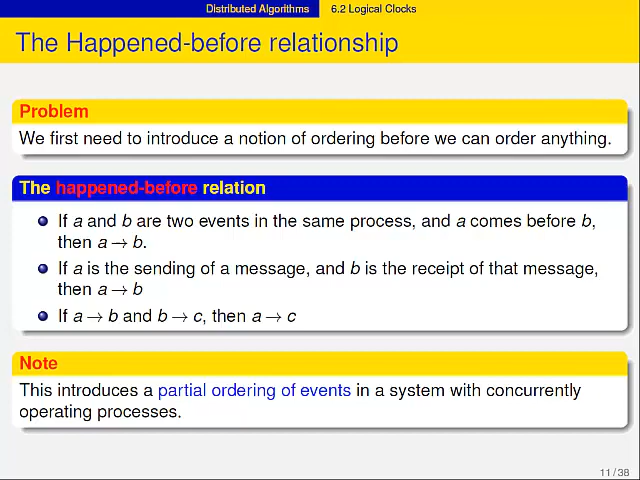 Distributed Algorithms 6.2 Logical Clocks
The Happened-before relationship
Problem
We first need to introduce a notion of ordering before we can order anything.
The happened-before relation
If a and b are two events in the same process, and a comes before b,
then a → b.
If a is the sending of a message, and b is the receipt of that message,
then a → b
If a → b and b → c, then a → c
Note
This introduces a partial ordering of events in a system with concurrently
operating processes.
11 / 38